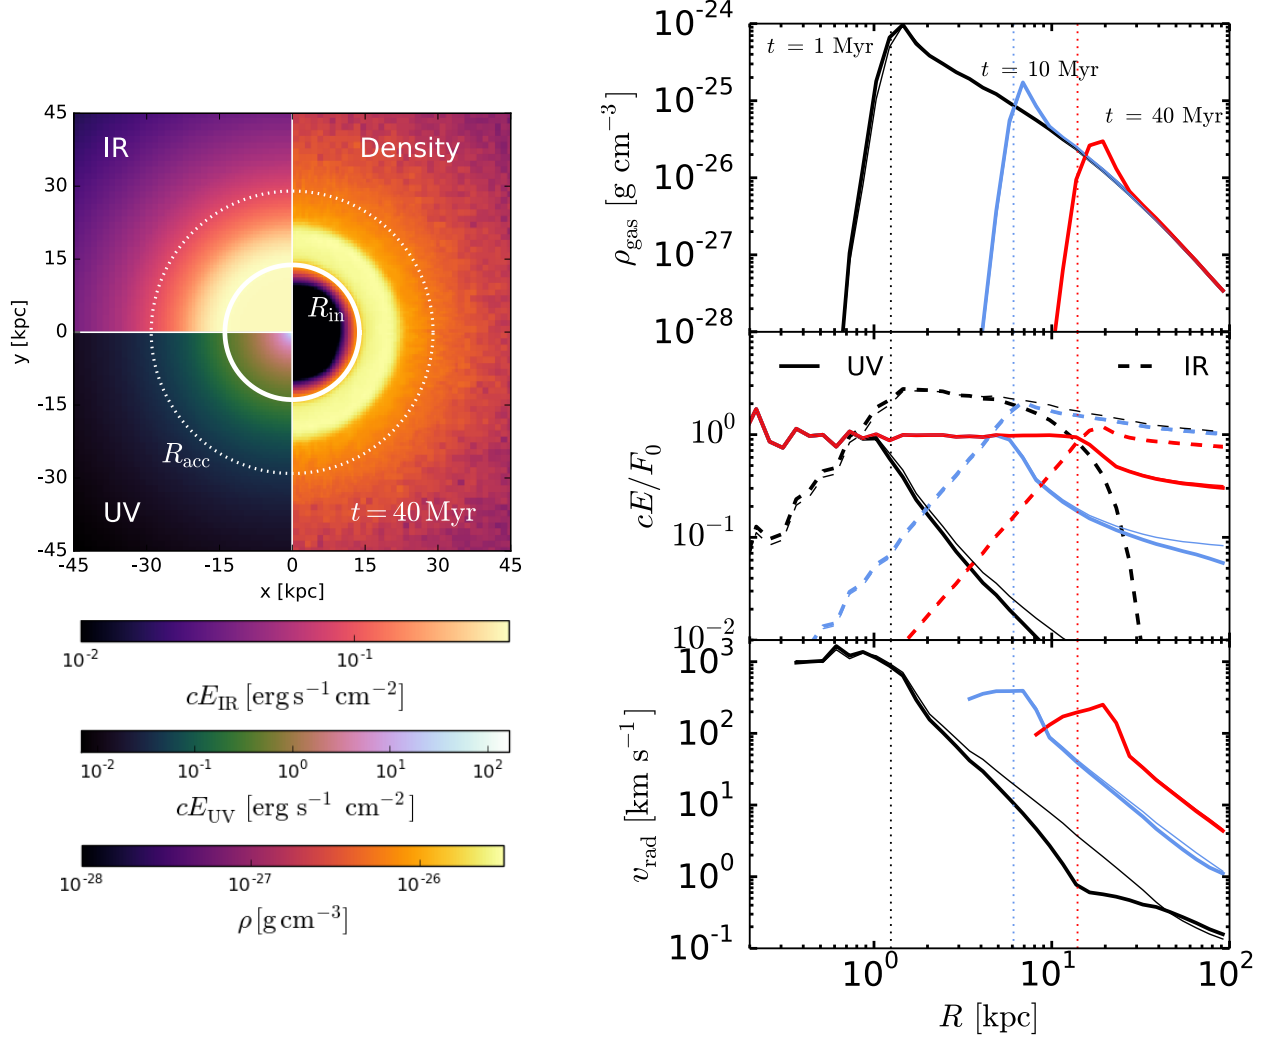 45
30
15
0
-15
-30
-45
y [kpc]
IR
Density
R_in
R_acc
UV
t = 40 Myr
-45 -30 -15 0 15 30 45
x [kpc]
10^-2 10^-1
cE_IR [erg s^-1 cm^-2]
10^-2 10^-1 10^0 10^1 10^2
cE_UV [erg s^-1 cm^-2]
10^-28 10^-27 10^-26
ρ [g cm^-3]
10^-24
10^-25
10^-26
10^-27
10^-28
ρ_gas [g cm^-3]
t = 1 Myr
t = 10 Myr
t = 40 Myr
UV
IR
10^0
10^-1
10^-2
cE/F_0
10^3
10^2
10^1
10^0
10^-1
v_rad [km s^-1]
10^0 10^1 10^2
R [kpc]